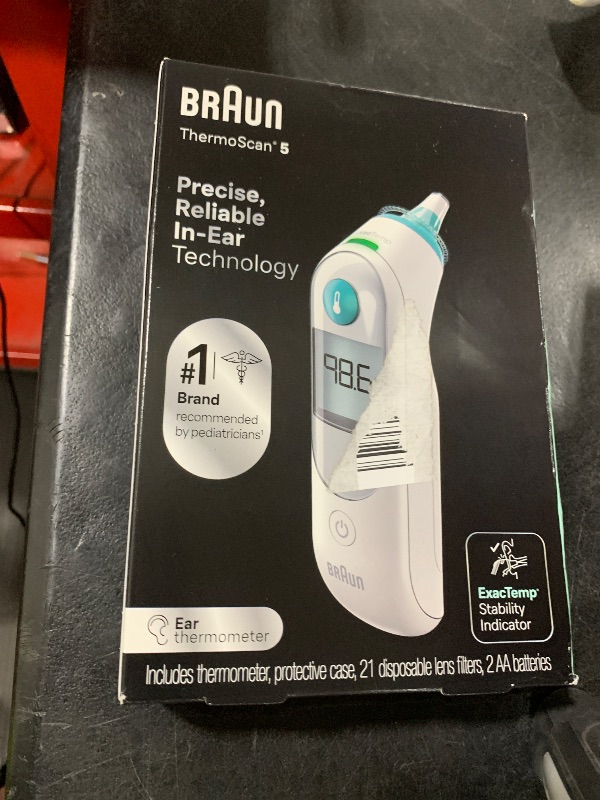 BRAUN
ThermoScan® 5
Precise,
Reliable
In-Ear
Technology
#1
Brand
recommended
by pediatricians¹
98.6
BRAUN
ExacTemp®
Stability
Indicator
Ear
thermometer
Includes thermometer, protective case, 21 disposable lens filters, 2 AA batteries